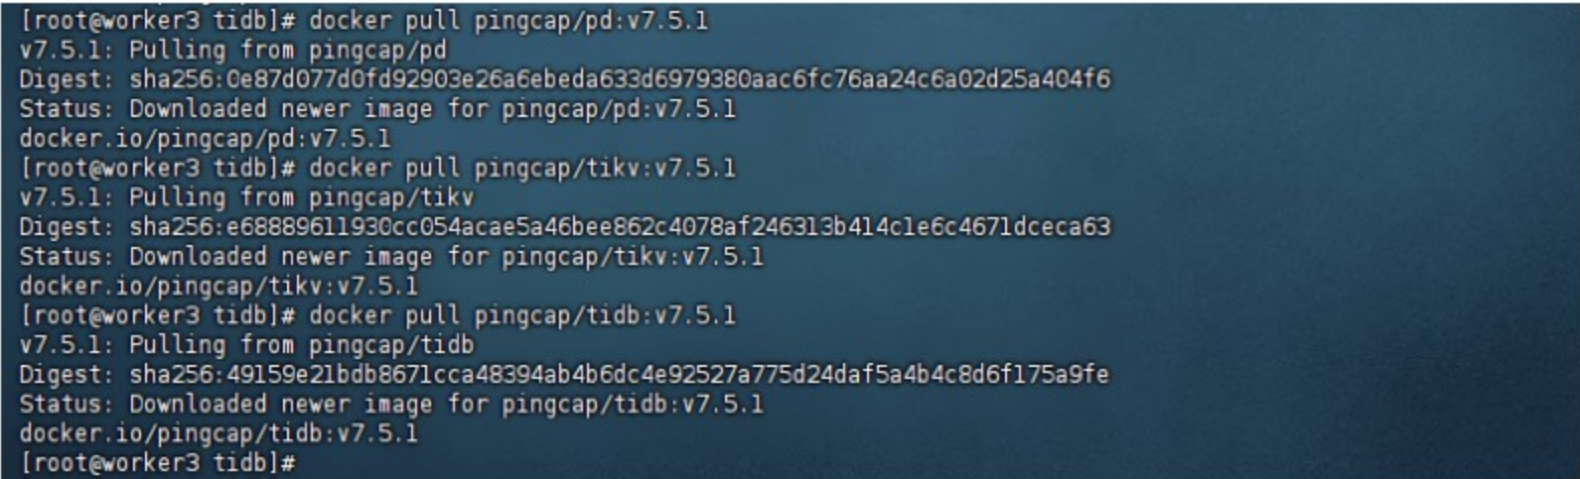 [root@worker3 tidb]# docker pull pingcap/pd:v7.5.1
v7.5.1: Pulling from pingcap/pd
Digest: sha256:0e87d077d0fd92903e26a6ebeda633d6979380aac6fc76aa24c6a02d25a404f6
Status: Downloaded newer image for pingcap/pd:v7.5.1
docker.io/pingcap/pd:v7.5.1
[root@worker3 tidb]# docker pull pingcap/tikv:v7.5.1
v7.5.1: Pulling from pingcap/tikv
Digest: sha256:e68889611930cc054acae5a46bee862c4078af246313b414c1e6c4671dceca63
Status: Downloaded newer image for pingcap/tikv:v7.5.1
docker.io/pingcap/tikv:v7.5.1
[root@worker3 tidb]# docker pull pingcap/tidb:v7.5.1
v7.5.1: Pulling from pingcap/tidb
Digest: sha256:49159e21bdb8671cca48394ab4b6dc4e92527a775d24daf5a4b4c8d6f175a9fe
Status: Downloaded newer image for pingcap/tidb:v7.5.1
docker.io/pingcap/tidb:v7.5.1
[root@worker3 tidb]#